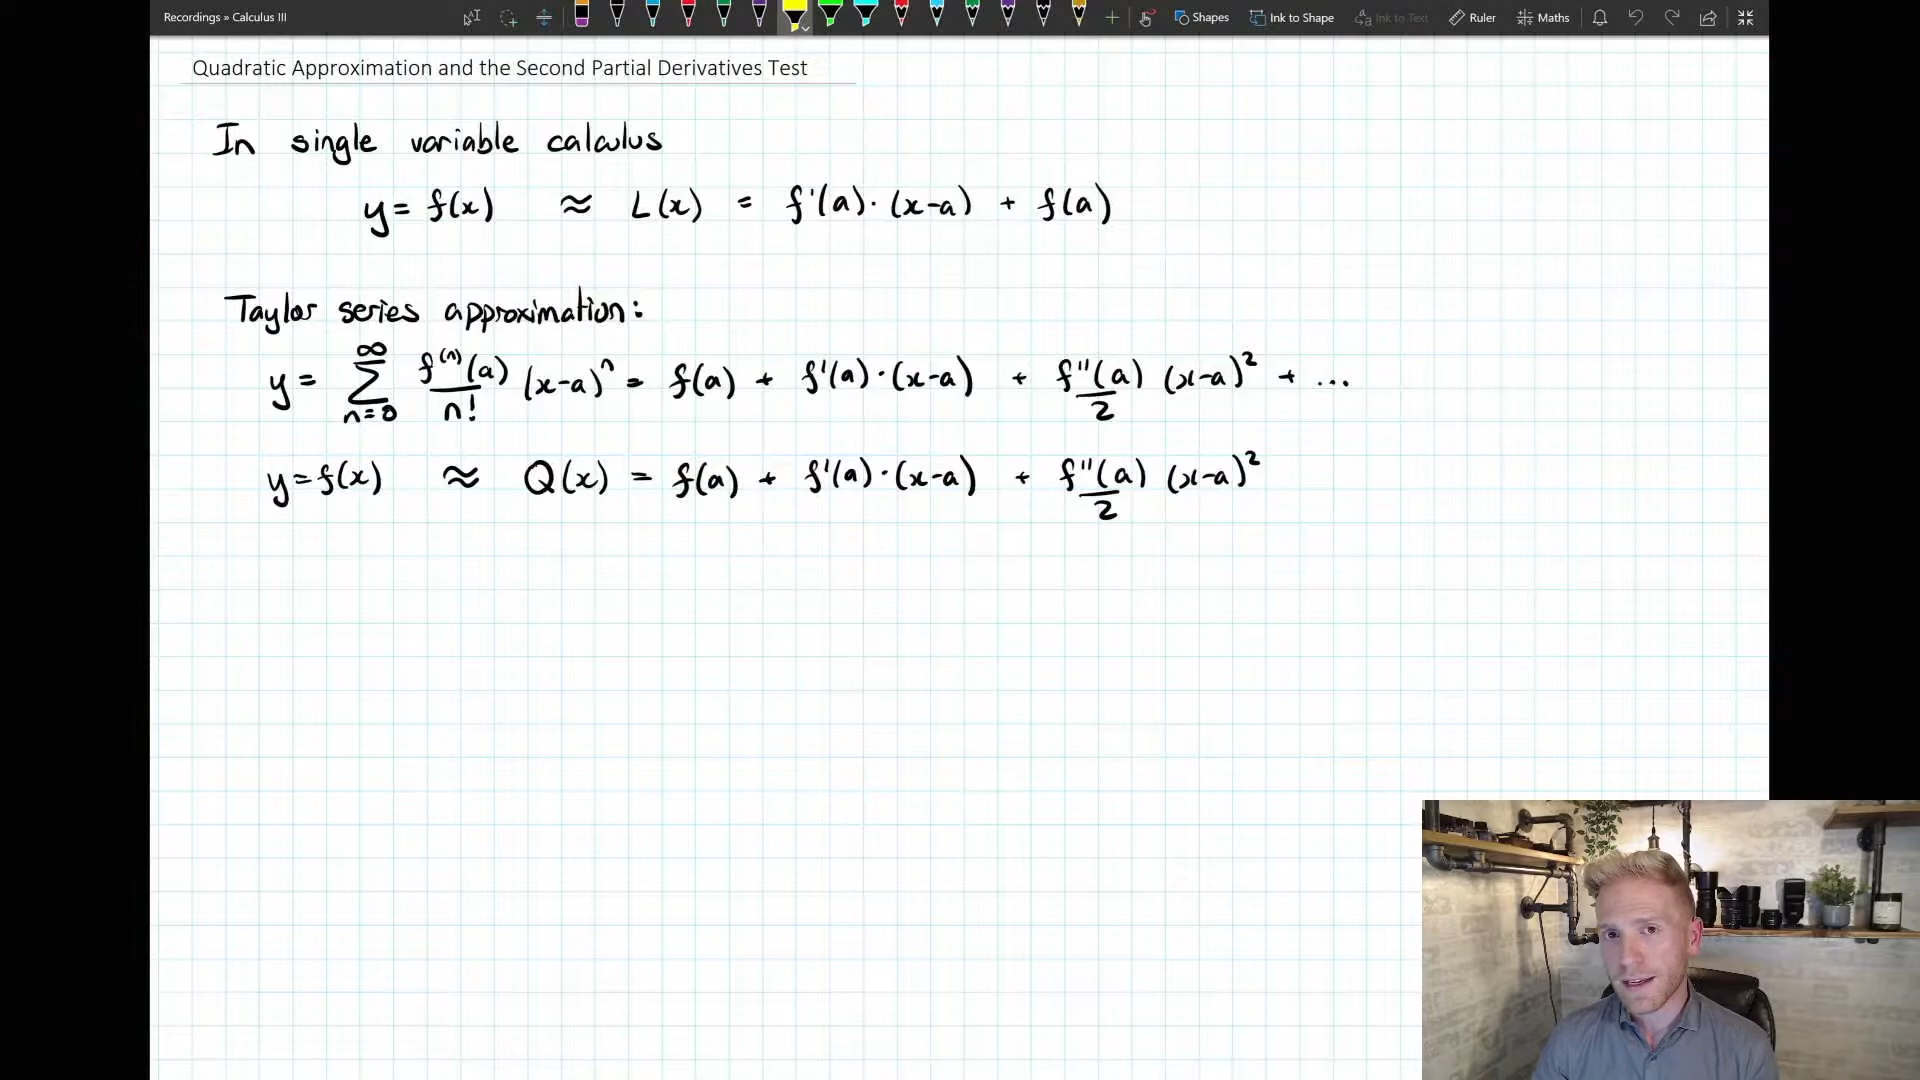 Recordings » Calculus III
Shapes Ink to Shape Ink to Text Ruler Maths
Quadratic Approximation and the Second Partial Derivatives Test
In single variable calculus
y = f(x) ≈ L(x) = f'(a)·(x-a) + f(a)
Taylor series approximation:
y = ∑_{n=0}^{∞} f^{(n)}(a)/n! (x-a)^n = f(a) + f'(a)·(x-a) + f''(a)/2 (x-a)^2 + ...
y = f(x) ≈ Q(x) = f(a) + f'(a)·(x-a) + f''(a)/2 (x-a)^2